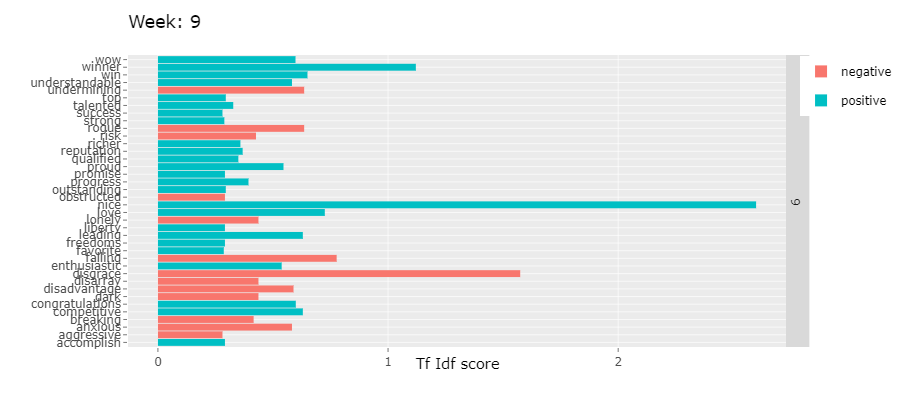 Week: 9
wow
winner
win
understandable
undermining
top
talented
success
strong
rogue
risk
richer
reputation
qualified
proud
promise
progress
outstanding
obstructed
nice
love
lonely
liberty
leading
freedoms
favorite
falling
enthusiastic
disgrace
disarray
disadvantage
dark
congratulations
competitive
breaking
anxious
aggressive
accomplish
0 1 2
Tf Idf score
9
negative
positive